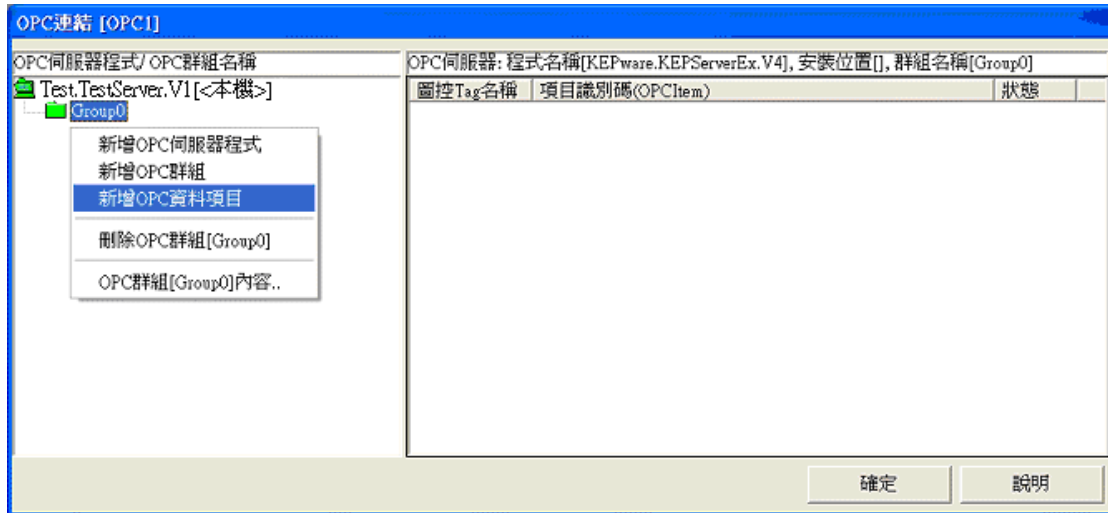 OPC連結 [OPC1]
OPC伺服器程式/ OPC群組名稱
OPC伺服器: 程式名稱[KEPware.KEPServerEx.V4], 安裝位置[], 群組名稱[Group0]
Test.TestServer.V1[<本機>]
Group0
圖控Tag名稱 項目識別碼(OPCItem) 狀態
新增OPC伺服器程式
新增OPC群組
新增OPC資料項目
刪除OPC群組[Group0]
OPC群組[Group0]內容..
確定 說明